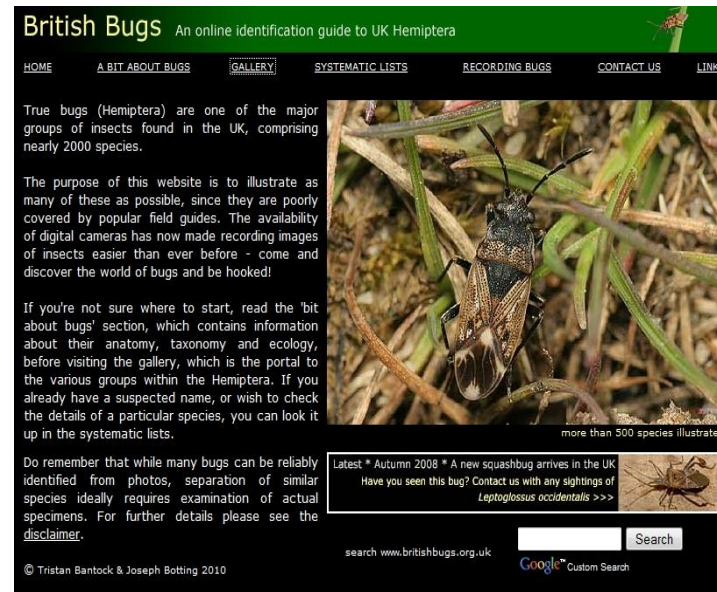 British Bugs An online identification guide to UK Hemiptera
HOME A BIT ABOUT BUGS GALLERY SYSTEMATIC LISTS RECORDING BUGS CONTACT US LINK
True bugs (Hemiptera) are one of the major
groups of insects found in the UK, comprising
nearly 2000 species.
The purpose of this website is to illustrate as
many of these as possible, since they are poorly
covered by popular field guides. The availability
of digital cameras has now made recording images
of insects easier than ever before - come and
discover the world of bugs and be hooked!
If you're not sure where to start, read the 'bit
about bugs' section, which contains information
about their anatomy, taxonomy and ecology,
before visiting the gallery, which is the portal to
the various groups within the Hemiptera. If you
already have a suspected name, or wish to check
the details of a particular species, you can look it
up in the systematic lists.
Do remember that while many bugs can be reliably
identified from photos, separation of similar
species ideally requires examination of actual
specimens. For further details please see the
disclaimer.
© Tristan Bantock & Joseph Botting 2010
more than 500 species illustrate
Latest * Autumn 2008 * A new squashbug arrives in the UK
Have you seen this bug? Contact us with any sightings of
Leptoglossus occidentalis >>>
search www.britishbugs.org.uk
Search
Google™ Custom Search